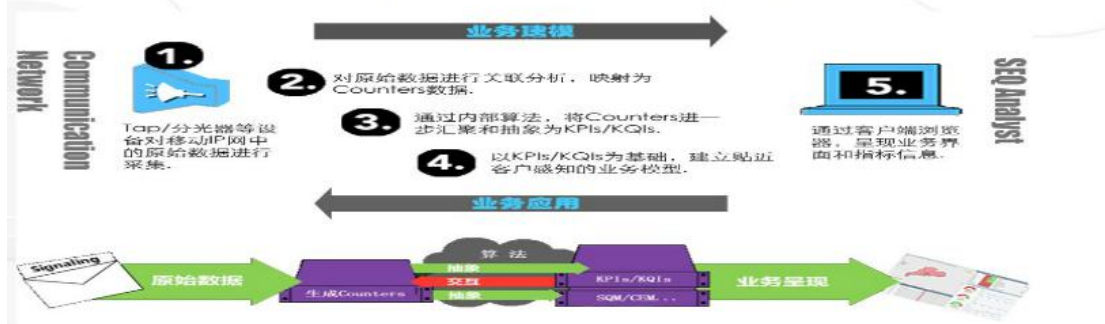 业务建模
Communication
Network
1.
Tap/分光器等设
备对移动IP网中
的原始数据进行
采集.
2.
对原始数据进行关联分析，映射为
Counters数据.
3.
通过内部算法，将Counters进一
步汇聚和抽象为KPIs/KQIs.
4.
以KPIs/KQIs为基础，建立贴近
客户感知的业务模型.
5.
通过客户端浏览
器，呈现业务界
面和指标信息.
SEQ Analyst
业务应用
Signaling
原始数据
生成Counters
算 法
抽象
交互
抽象
KPIs/KQIs
SQM/CEM...
业务呈现